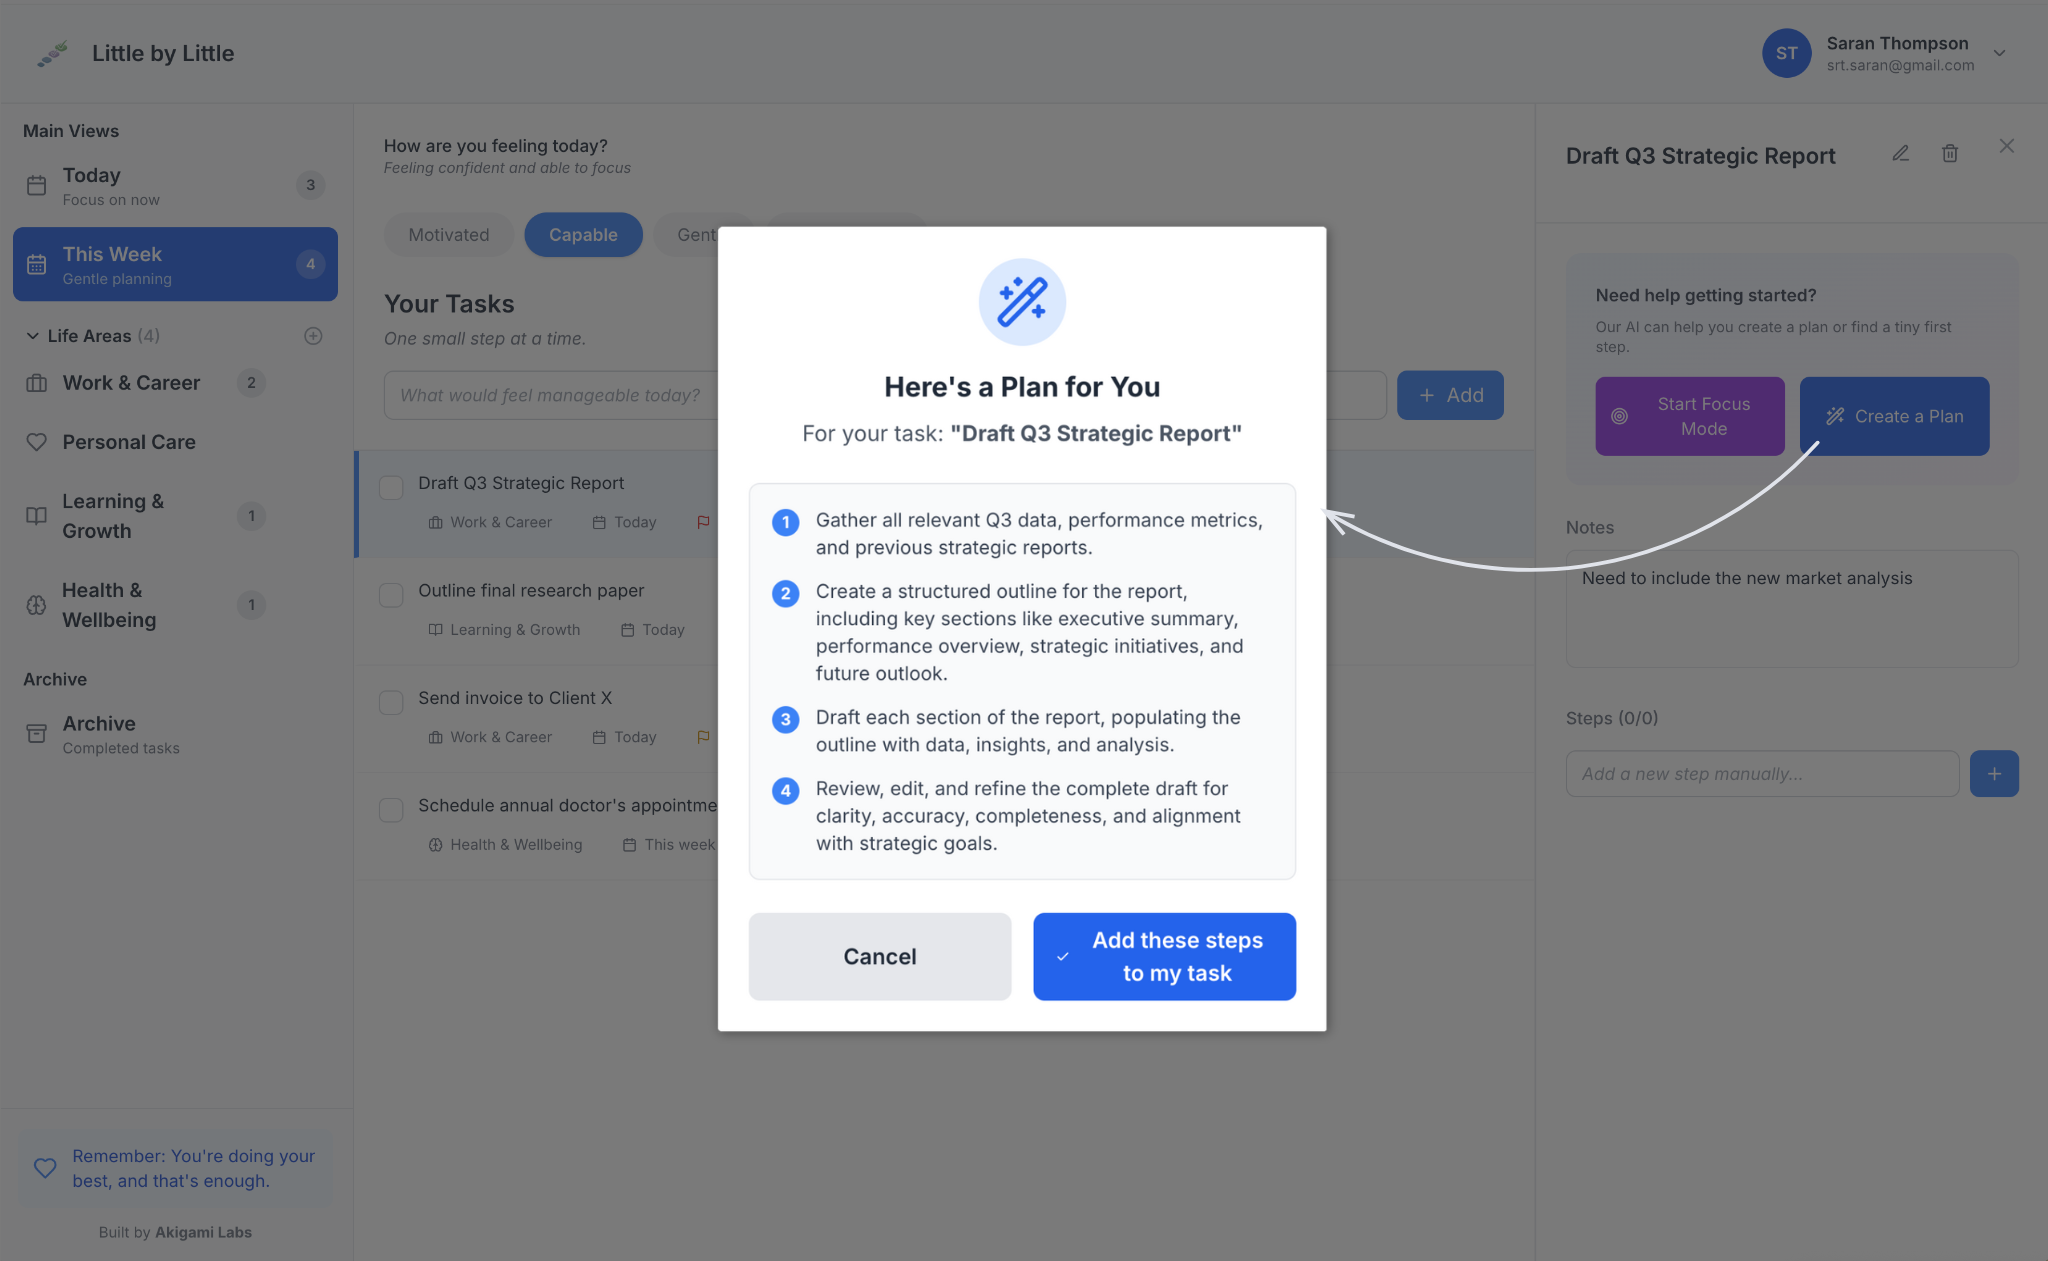 Little by Little
ST
Saran Thompson
srt.saran@gmail.com
Main Views
Today
Focus on now
3
This Week
Gentle planning
4
Life Areas (4)
Work & Career
2
Personal Care
Learning &
Growth
1
Health &
Wellbeing
1
Archive
Archive
Completed tasks
Remember: You're doing your
best, and that's enough.
Built by Akigami Labs
How are you feeling today?
Feeling confident and able to focus
Motivated
Capable
Gent
Your Tasks
One small step at a time.
What would feel manageable today?
Add
Draft Q3 Strategic Report
Work & Career
Today
Outline final research paper
Learning & Growth
Today
Send invoice to Client X
Work & Career
Today
Schedule annual doctor's appointme
Health & Wellbeing
This week
Here's a Plan for You
For your task: "Draft Q3 Strategic Report"
1
Gather all relevant Q3 data, performance metrics,
and previous strategic reports.
2
Create a structured outline for the report,
including key sections like executive summary,
performance overview, strategic initiatives, and
future outlook.
3
Draft each section of the report, populating the
outline with data, insights, and analysis.
4
Review, edit, and refine the complete draft for
clarity, accuracy, completeness, and alignment
with strategic goals.
Cancel
Add these steps
to my task
Draft Q3 Strategic Report
Need help getting started?
Our AI can help you create a plan or find a tiny first
step.
Start Focus
Mode
Create a Plan
Notes
Need to include the new market analysis
Steps (0/0)
Add a new step manually...